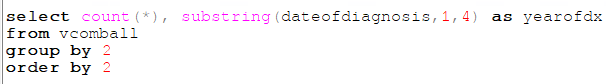 select count(*), substring(dateofdiagnosis,1,4) as yearofdx
from vcomball
group by 2
order by 2